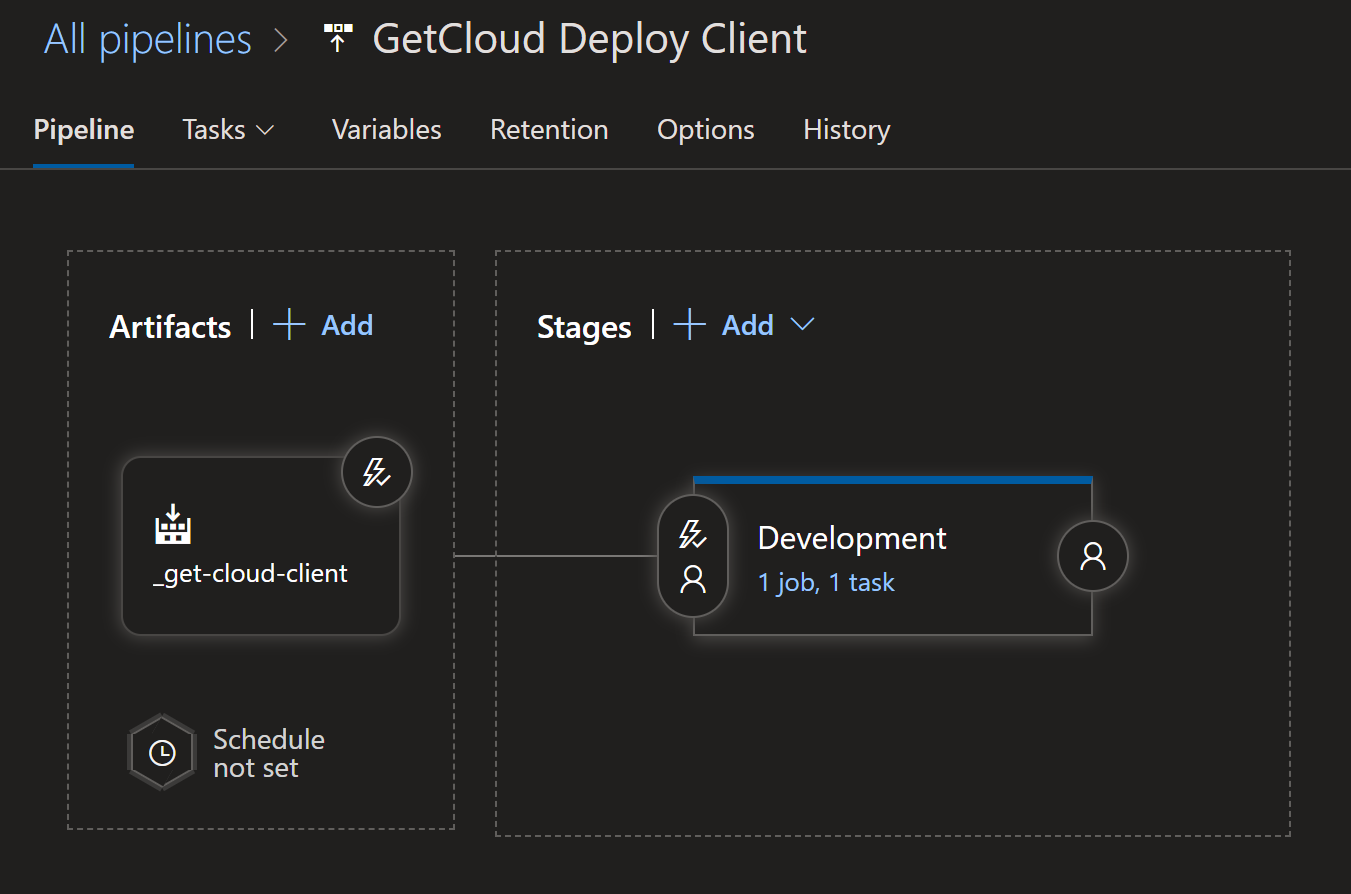 All pipelines > GetCloud Deploy Client
Pipeline Tasks Variables Retention Options History
Artifacts | + Add
Stages | + Add
_get-cloud-client
Development
1 job, 1 task
Schedule
not set